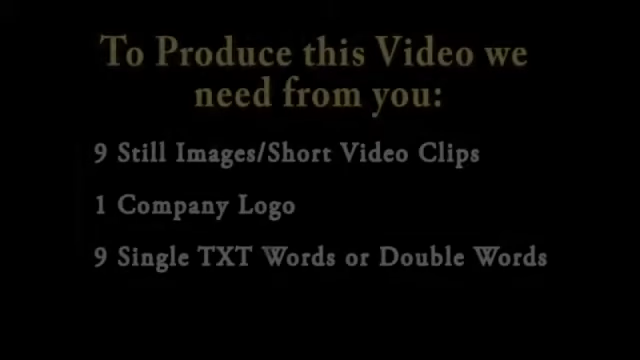 To Produce this Video we
need from you:
9 Still Images/Short Video Clips
1 Company Logo
9 Single TXT Words or Double Words